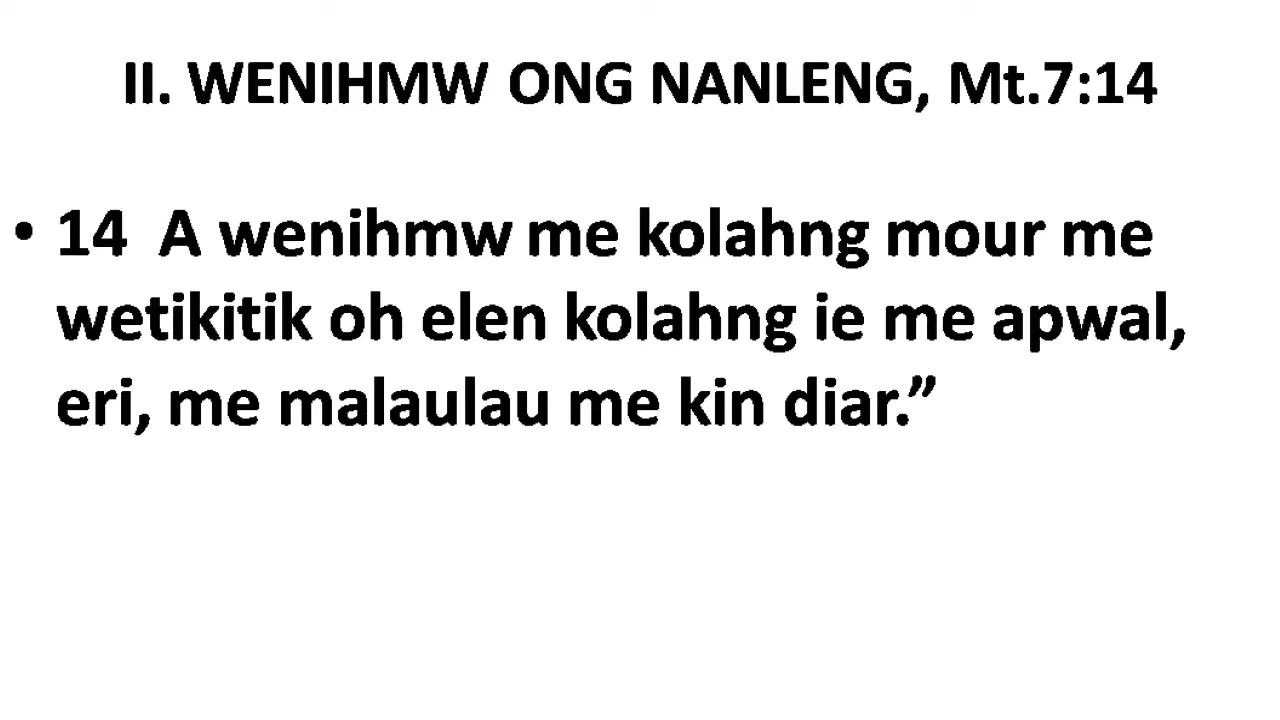 II. WENIHMW ONG NANLENG, Mt.7:14
• 14  A wenihmw me kolahng mour me
wetikitik oh elen kolahng ie me apwal,
eri, me malaulau me kin diar.”